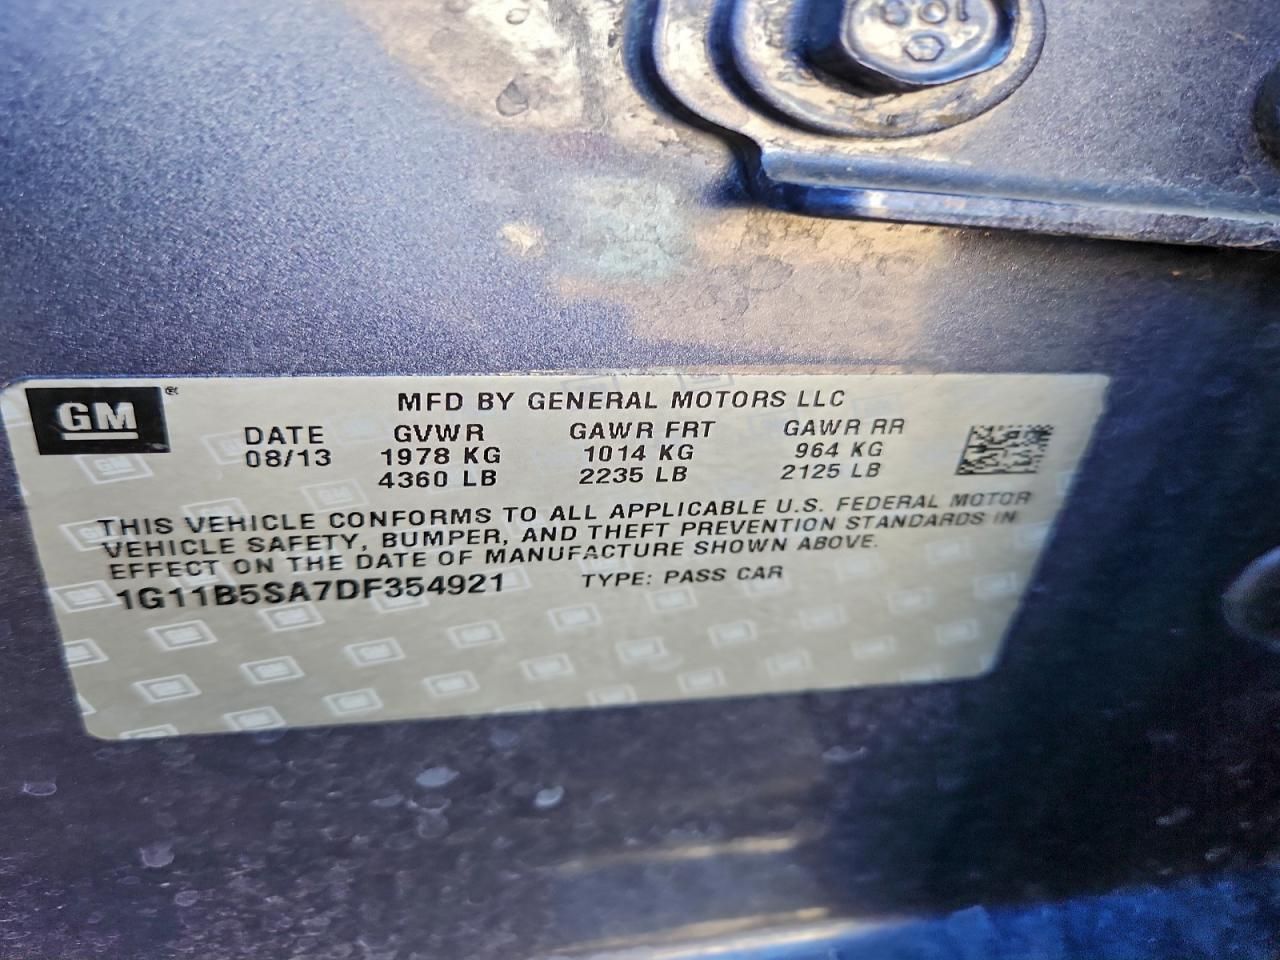 100
GM ®
MFD BY GENERAL MOTORS LLC
DATE GVWR GAWR FRT GAWR RR
08/13 1978 KG 1014 KG 964 KG
4360 LB 2235 LB 2125 LB
THIS VEHICLE CONFORMS TO ALL APPLICABLE U.S. FEDERAL MOTOR
VEHICLE SAFETY, BUMPER, AND THEFT PREVENTION STANDARDS IN
EFFECT ON THE DATE OF MANUFACTURE SHOWN ABOVE.
1G11B5SA7DF354921 TYPE: PASS CAR